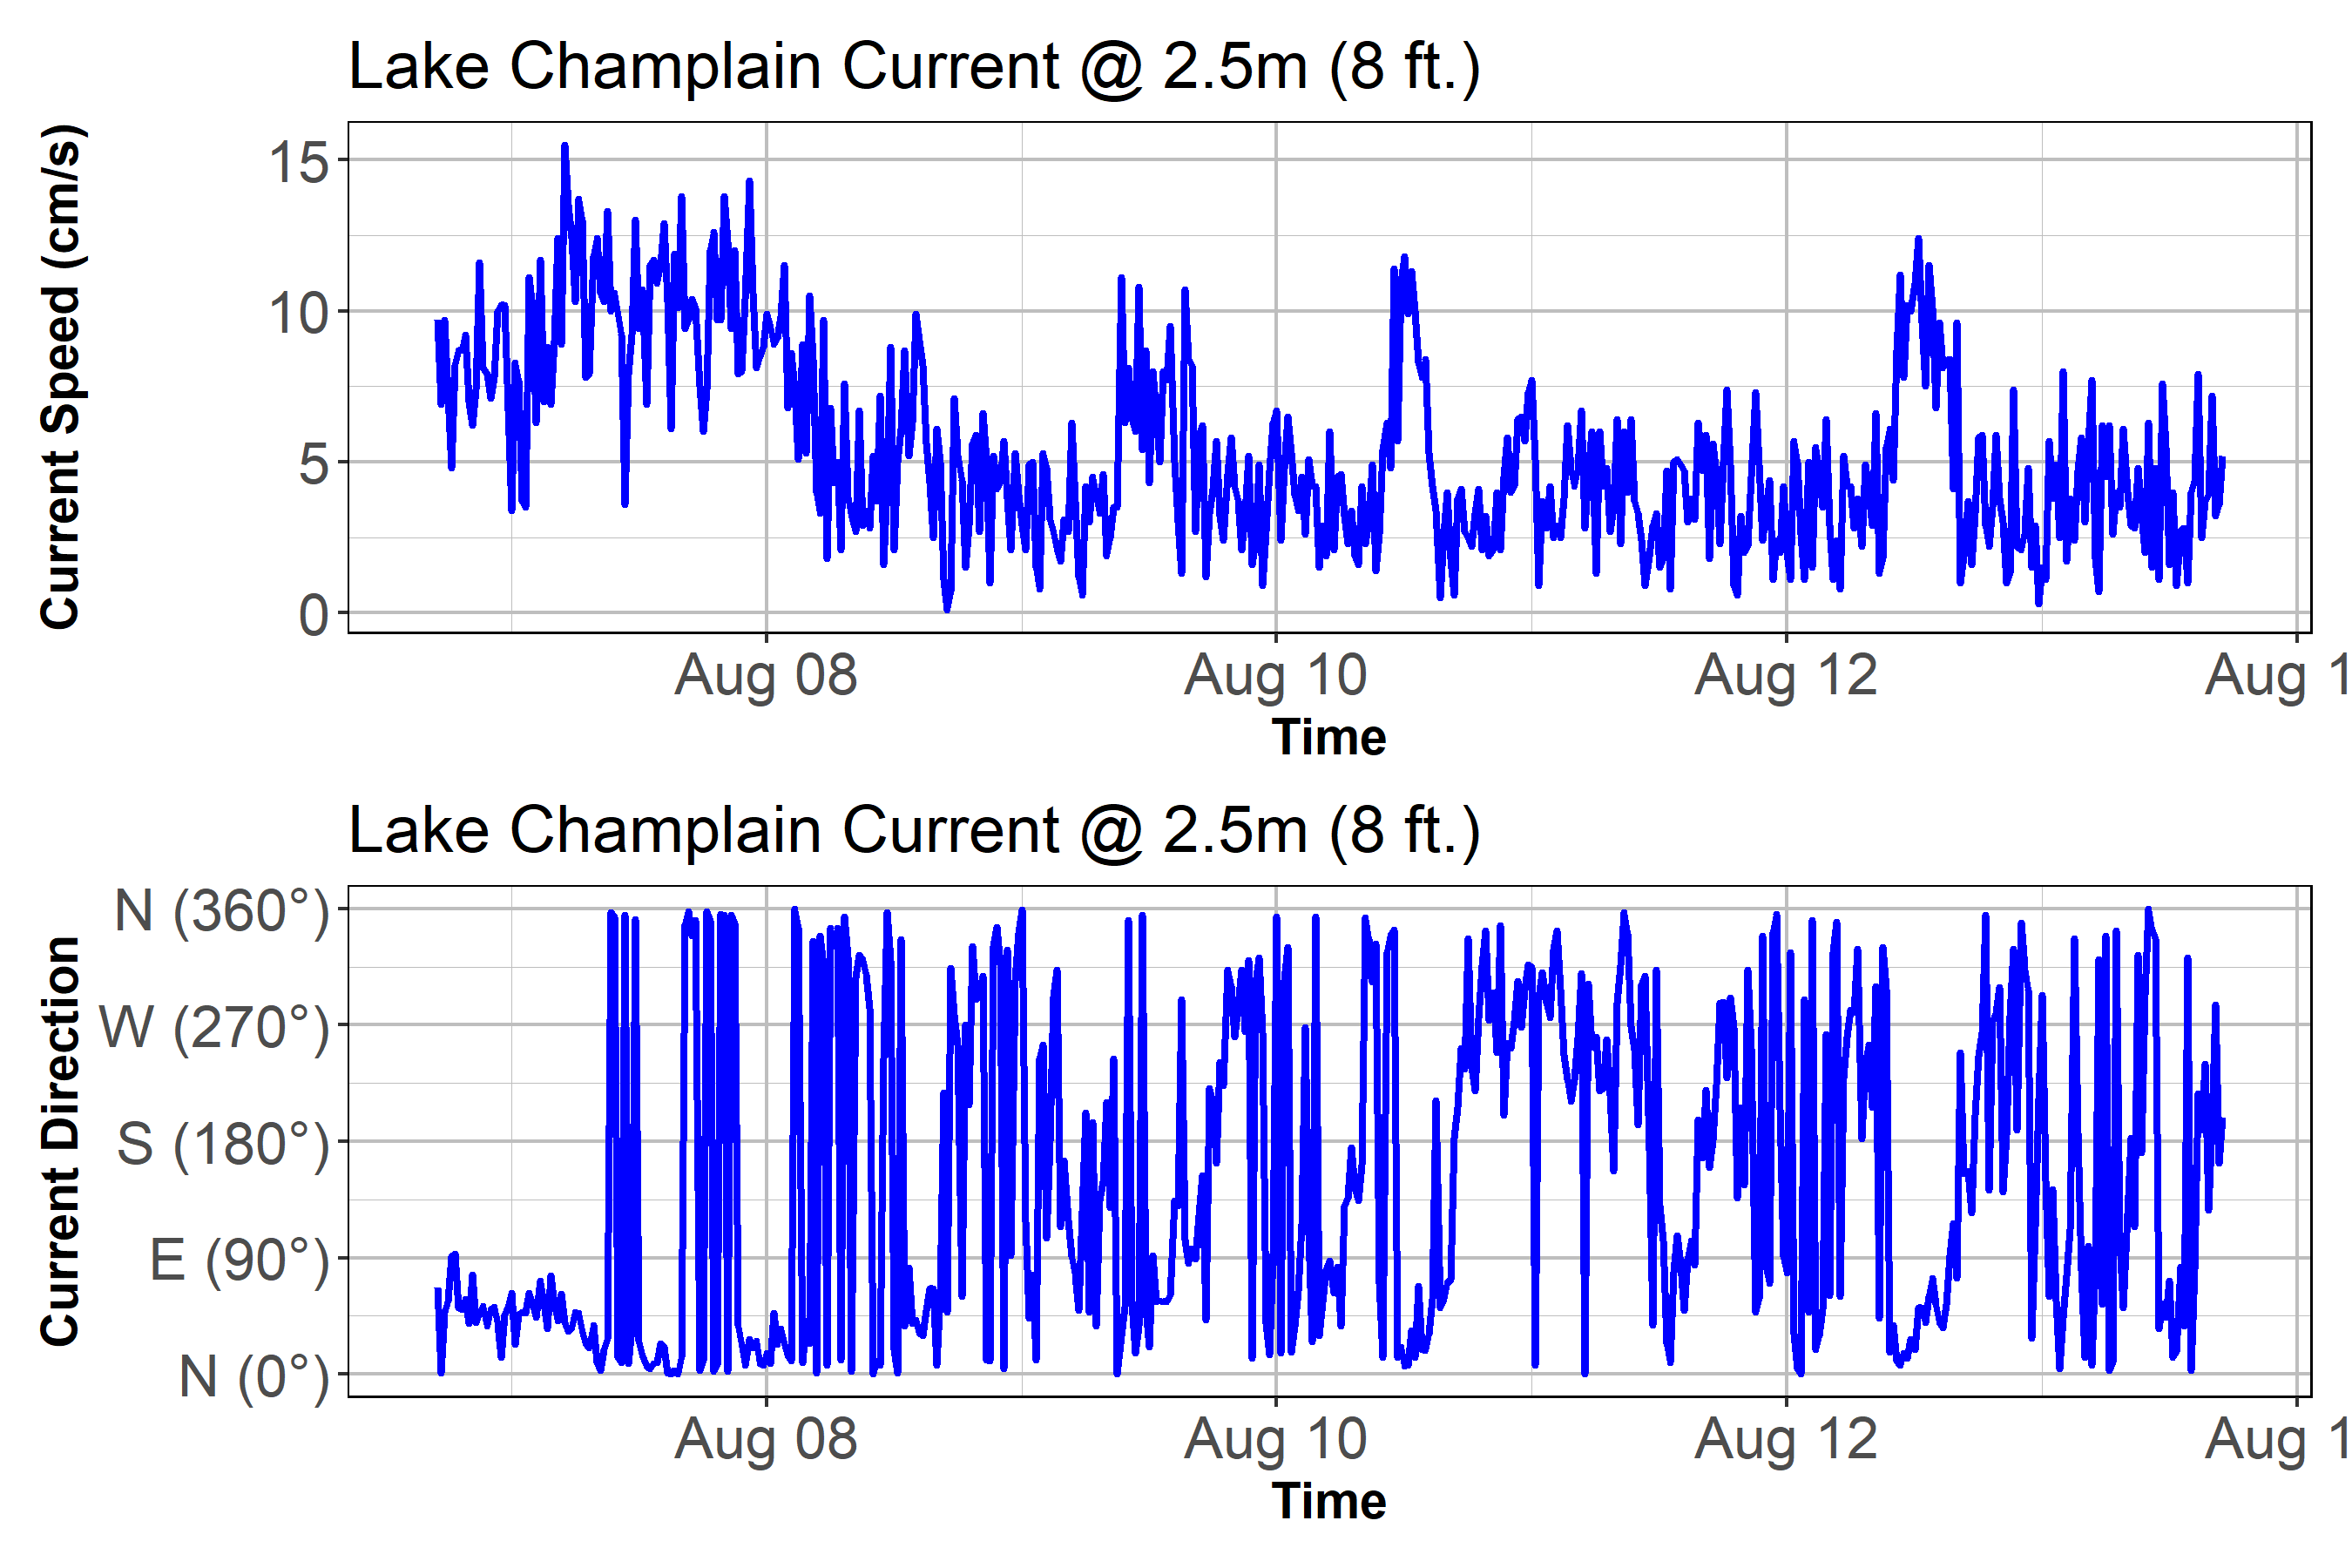 Lake Champlain Current @ 2.5m (8 ft.)
Current Speed (cm/s)
15
10
5
0
Aug 08
Aug 10
Aug 12
Aug 1
Time
Lake Champlain Current @ 2.5m (8 ft.)
Current Direction
N (360°)
W (270°)
S (180°)
E (90°)
N (0°)
Aug 08
Aug 10
Aug 12
Aug 1
Time